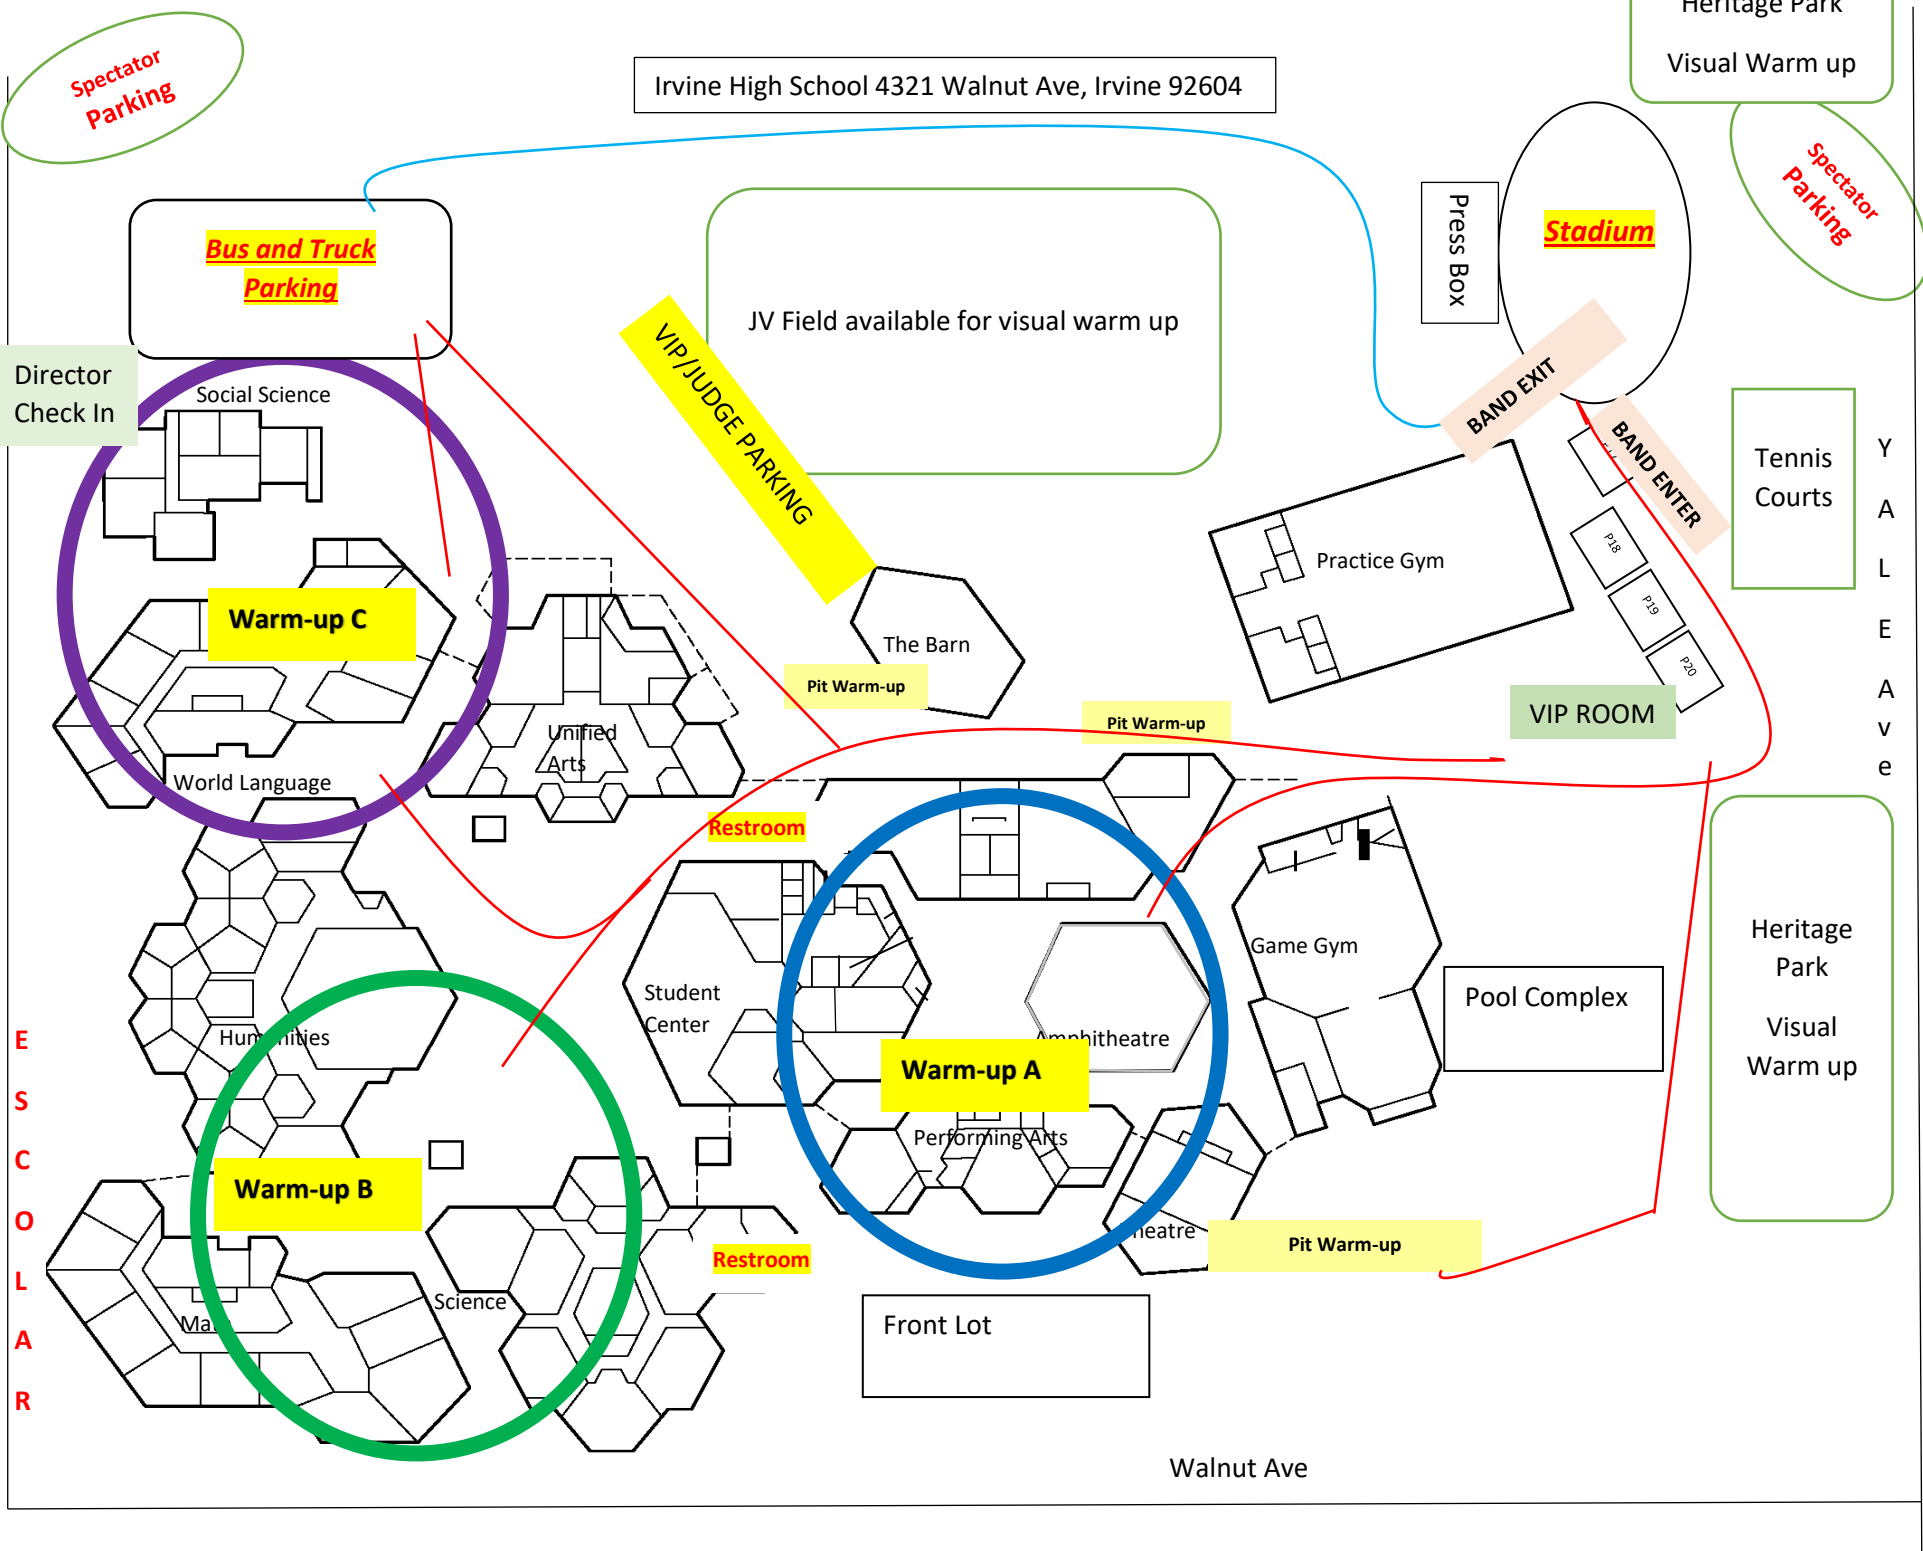 Heritage Park
Visual Warm up
Spectator
Parking
Irvine High School 4321 Walnut Ave, Irvine 92604
Spectator
Parking
Press Box
Stadium
Bus and Truck
Parking
JV Field available for visual warm up
VIP/JUDGE PARKING
BAND EXIT
BAND ENTER
Director
Check In
Social Science
Tennis
Courts
Y
A
L
E
A
v
e
P18
P19
P20
Practice Gym
Warm-up C
The Barn
Pit Warm-up
Pit Warm-up
VIP ROOM
Unified
Arts
World Language
Restroom
Game Gym
Pool Complex
Heritage
Park
Visual
Warm up
Student
Center
Amphitheatre
Warm-up A
Performing Arts
Humanities
E
S
C
O
L
A
R
Warm-up B
heatre
Pit Warm-up
Restroom
Science
Math
Front Lot
Walnut Ave